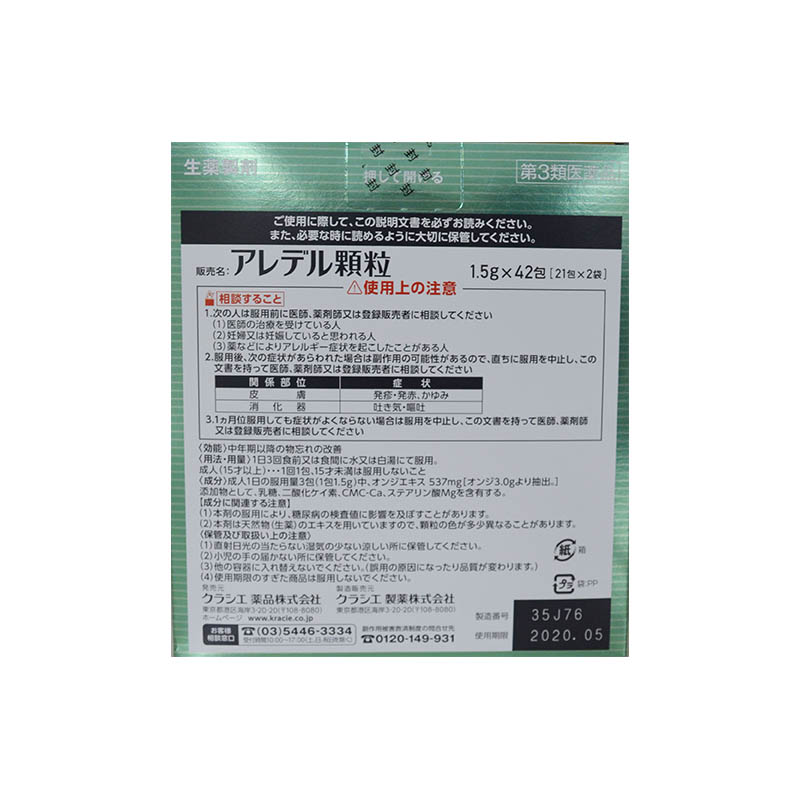 生薬製剤
押して開ける
封 封 封 封 封
第3類医薬品
ご使用に際して、この説明文書を必ずお読みください。
また、必要な時に読めるように大切に保管してください。
販売名: アレデル顆粒 1.5g×42包[21包×2袋]
⚠使用上の注意
相談すること
1.次の人は服用前に医師、薬剤師又は登録販売者に相談してください
(1)医師の治療を受けている人
(2)妊婦又は妊娠していると思われる人
(3)薬などによりアレルギー症状を起こしたことがある人
2.服用後、次の症状があらわれた場合は副作用の可能性があるので、直ちに服用を中止し、この
文書を持って医師、薬剤師又は登録販売者に相談してください
関係部位 症状
皮膚 発疹・発赤、かゆみ
消化器 吐き気・嘔吐
3.1ヵ月位服用しても症状がよくならない場合は服用を中止し、この文書を持って医師、薬剤師
又は登録販売者に相談してください
〈効能〉中年期以降の物忘れの改善
〈用法・用量〉1日3回食前又は食間に水又は白湯にて服用。
成人(15才以上)・・・1回1包、15才未満は服用しないこと
〈成分〉成人1日の服用量3包(1包1.5g)中、オンジエキス 537mg[オンジ3.0gより抽出。]
添加物として、乳糖、二酸化ケイ素、CMC-Ca、ステアリン酸Mgを含有する。
【成分に関連する注意】
(1)本剤の服用により、糖尿病の検査値に影響を及ぼすことがあります。
(2)本剤は天然物(生薬)のエキスを用いていますので、顆粒の色が多少異なることがあります。
〈保管及び取扱い上の注意〉
(1)直射日光の当たらない湿気の少ない涼しい所に保管してください。
(2)小児の手の届かない所に保管してください。
(3)他の容器に入れ替えないでください。(誤用の原因になったり品質が変わります。)
(4)使用期限のすぎた商品は服用しないでください。
紙 箱
プラ 袋:PP
発売元 製造販売元
クラシエ 薬品株式会社 クラシエ 製薬株式会社
東京都港区海岸3-20-20(〒108-8080) 東京都港区海岸3-20-20(〒108-8080)
ホームページ www.kracie.co.jp
お客様相談窓口 ☎(03)5446-3334
受付時間10:00~17:00(土、日、祝日を除く)
副作用被害救済制度の問合せ先
☎0120-149-931
製造番号 35J76
使用期限 2020.05